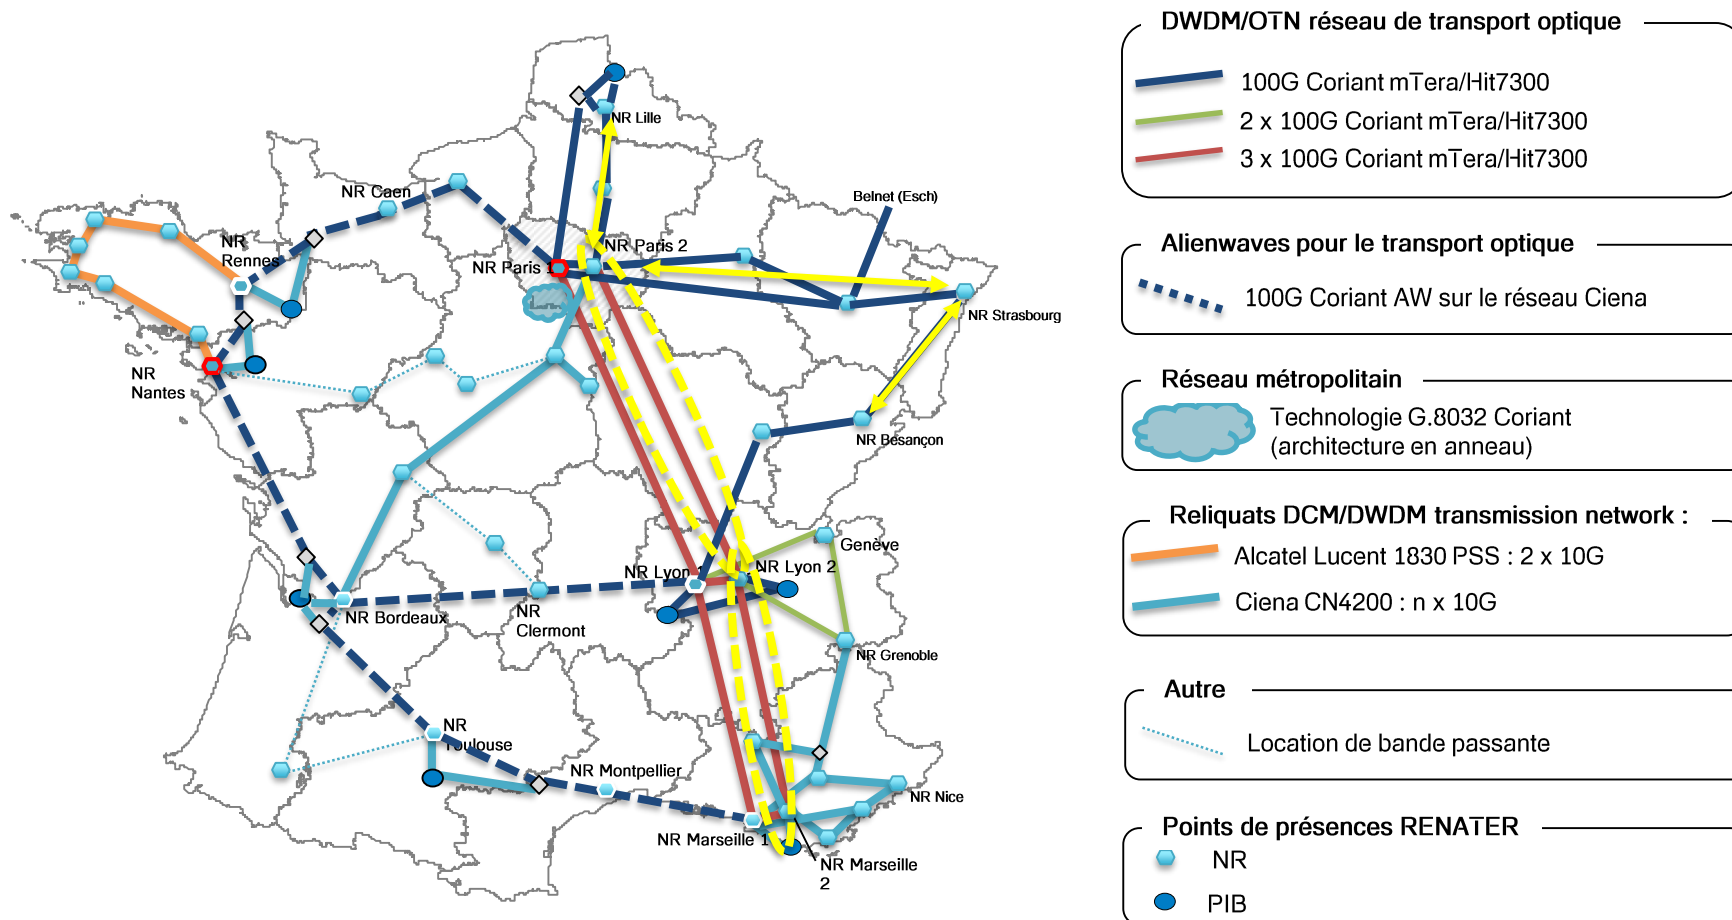 DWDM/OTN réseau de transport optique
100G Coriant mTera/Hit7300
2 x 100G Coriant mTera/Hit7300
3 x 100G Coriant mTera/Hit7300
Alienwaves pour le transport optique
100G Coriant AW sur le réseau Ciena
Réseau métropolitain
Technologie G.8032 Coriant
(architecture en anneau)
Reliquats DCM/DWDM transmission network :
Alcatel Lucent 1830 PSS : 2 x 10G
Ciena CN4200 : n x 10G
Autre
Location de bande passante
Points de présences RENATER
NR
PIB
NR Lille
NR Caen
Belnet (Esch)
NR
Rennes
NR Paris 2
NR Paris 1
NR Strasbourg
NR
Nantes
NR Besançon
Genève
NR Lyon 1
NR Lyon 2
NR Bordeaux
NR
Clermont
NR Grenoble
NR
Toulouse
NR Montpellier
NR Nice
NR Marseille 1
NR Marseille
2